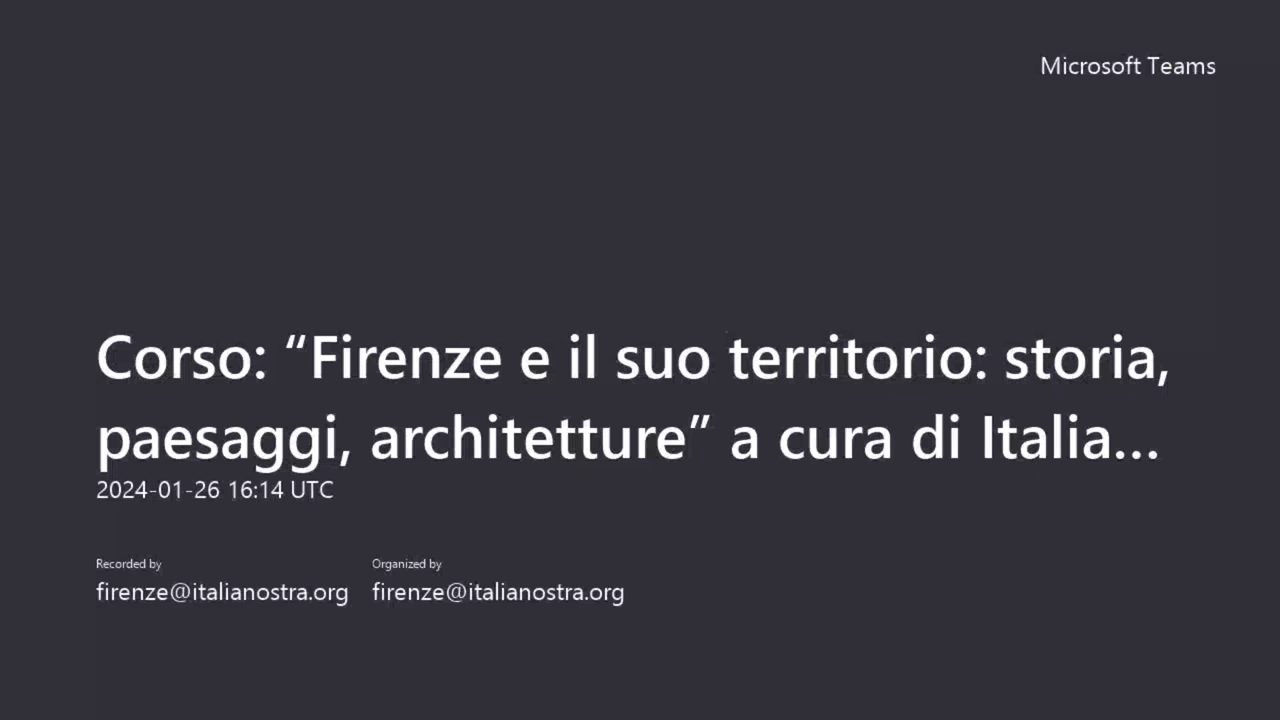 Microsoft Teams
Corso: “Firenze e il suo territorio: storia,
paesaggi, architetture” a cura di Italia...
2024-01-26 16:14 UTC
Recorded by Organized by
firenze@italianostra.org firenze@italianostra.org